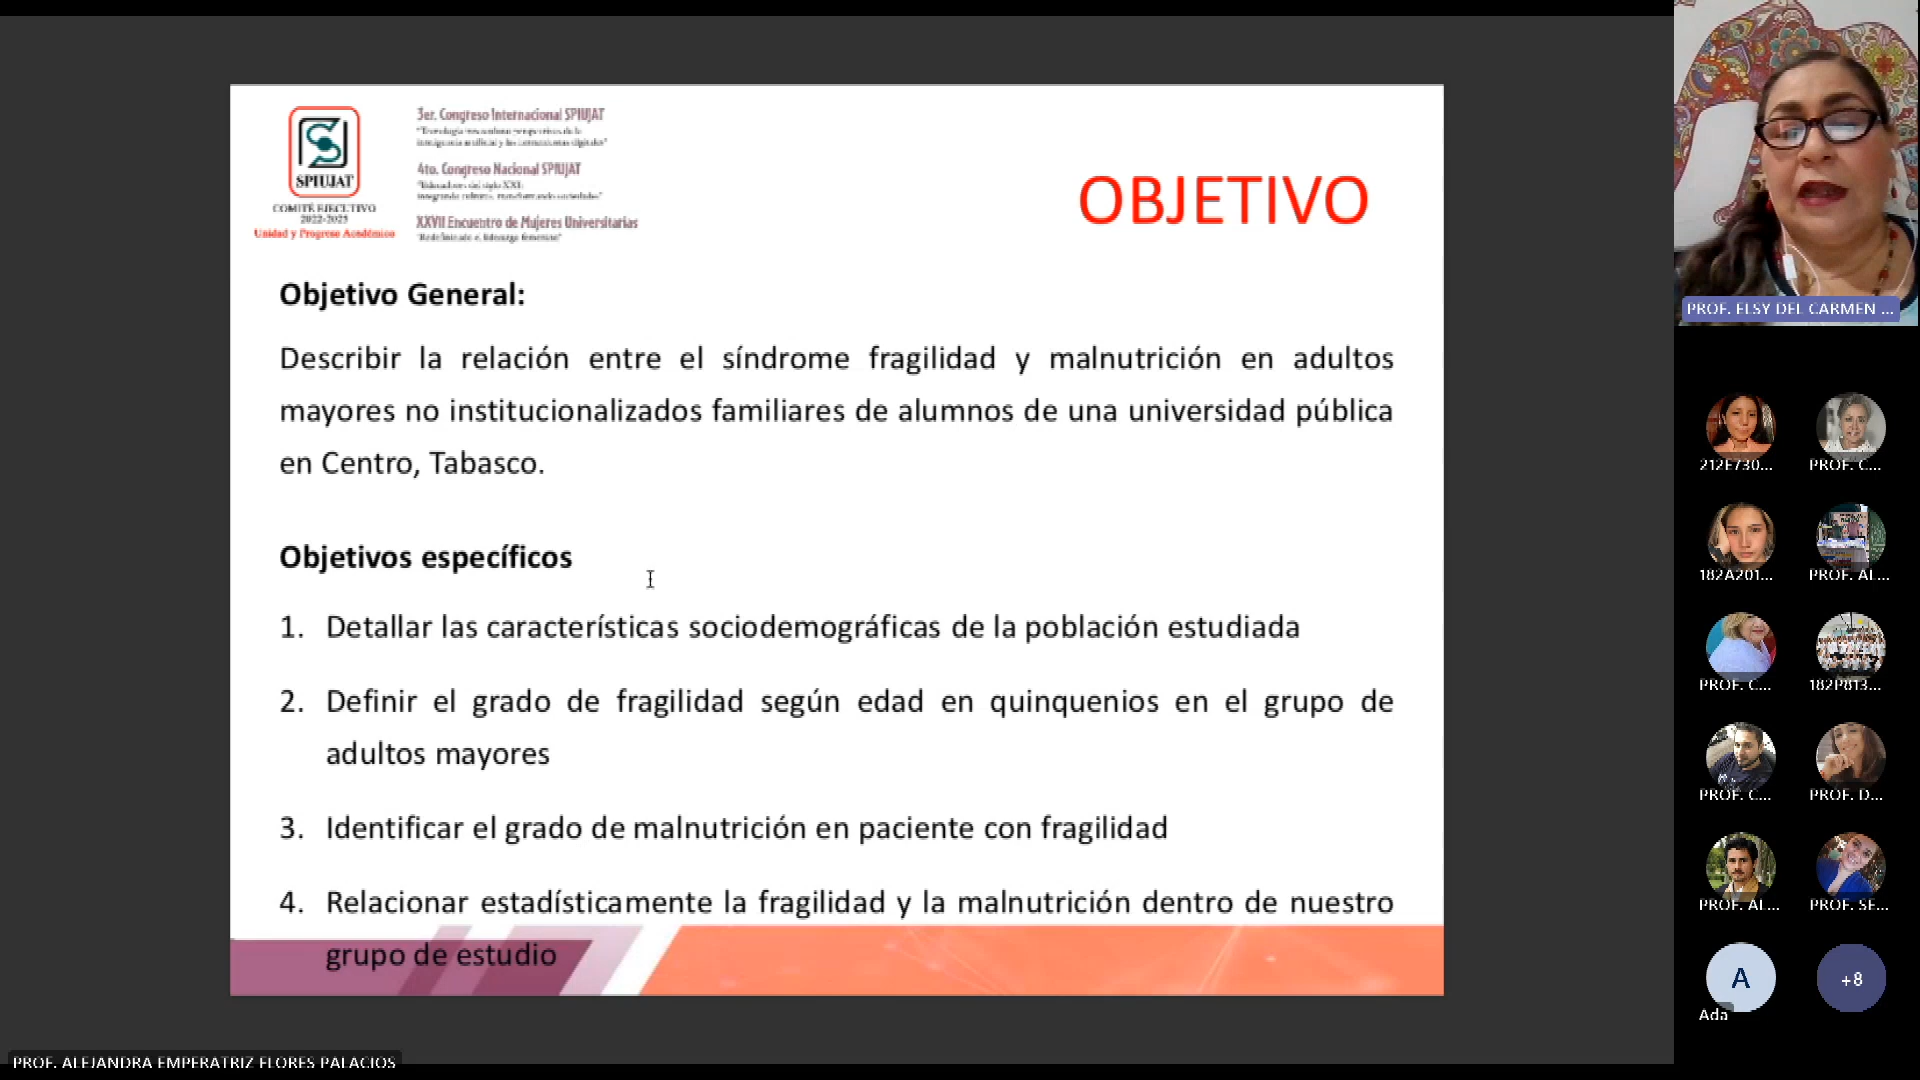 SPIUJAT
COMITÉ EJECUTIVO
2022-2025
Unidad y Progreso Académico
3er. Congreso Internacional SPIUJAT
4to. Congreso Nacional SPIUJAT
"Educadores del siglo XXI:
XXVII Encuentro de Mujeres Universitarias
OBJETIVO
Objetivo General:
Describir la relación entre el síndrome fragilidad y malnutrición en adultos
mayores no institucionalizados familiares de alumnos de una universidad pública
en Centro, Tabasco.
Objetivos específicos
1. Detallar las características sociodemográficas de la población estudiada
2. Definir el grado de fragilidad según edad en quinquenios en el grupo de
adultos mayores
3. Identificar el grado de malnutrición en paciente con fragilidad
4. Relacionar estadísticamente la fragilidad y la malnutrición dentro de nuestro
grupo de estudio
PROF. ELSY DEL CARMEN ...
212E730... PROF. C...
182A201... PROF. AL...
PROF. C... 182P813...
PROF. C... PROF. D...
PROF. AL... PROF. SE...
A +8
Ada
PROF. ALEJANDRA EMPERATRIZ FLORES PALACIOS